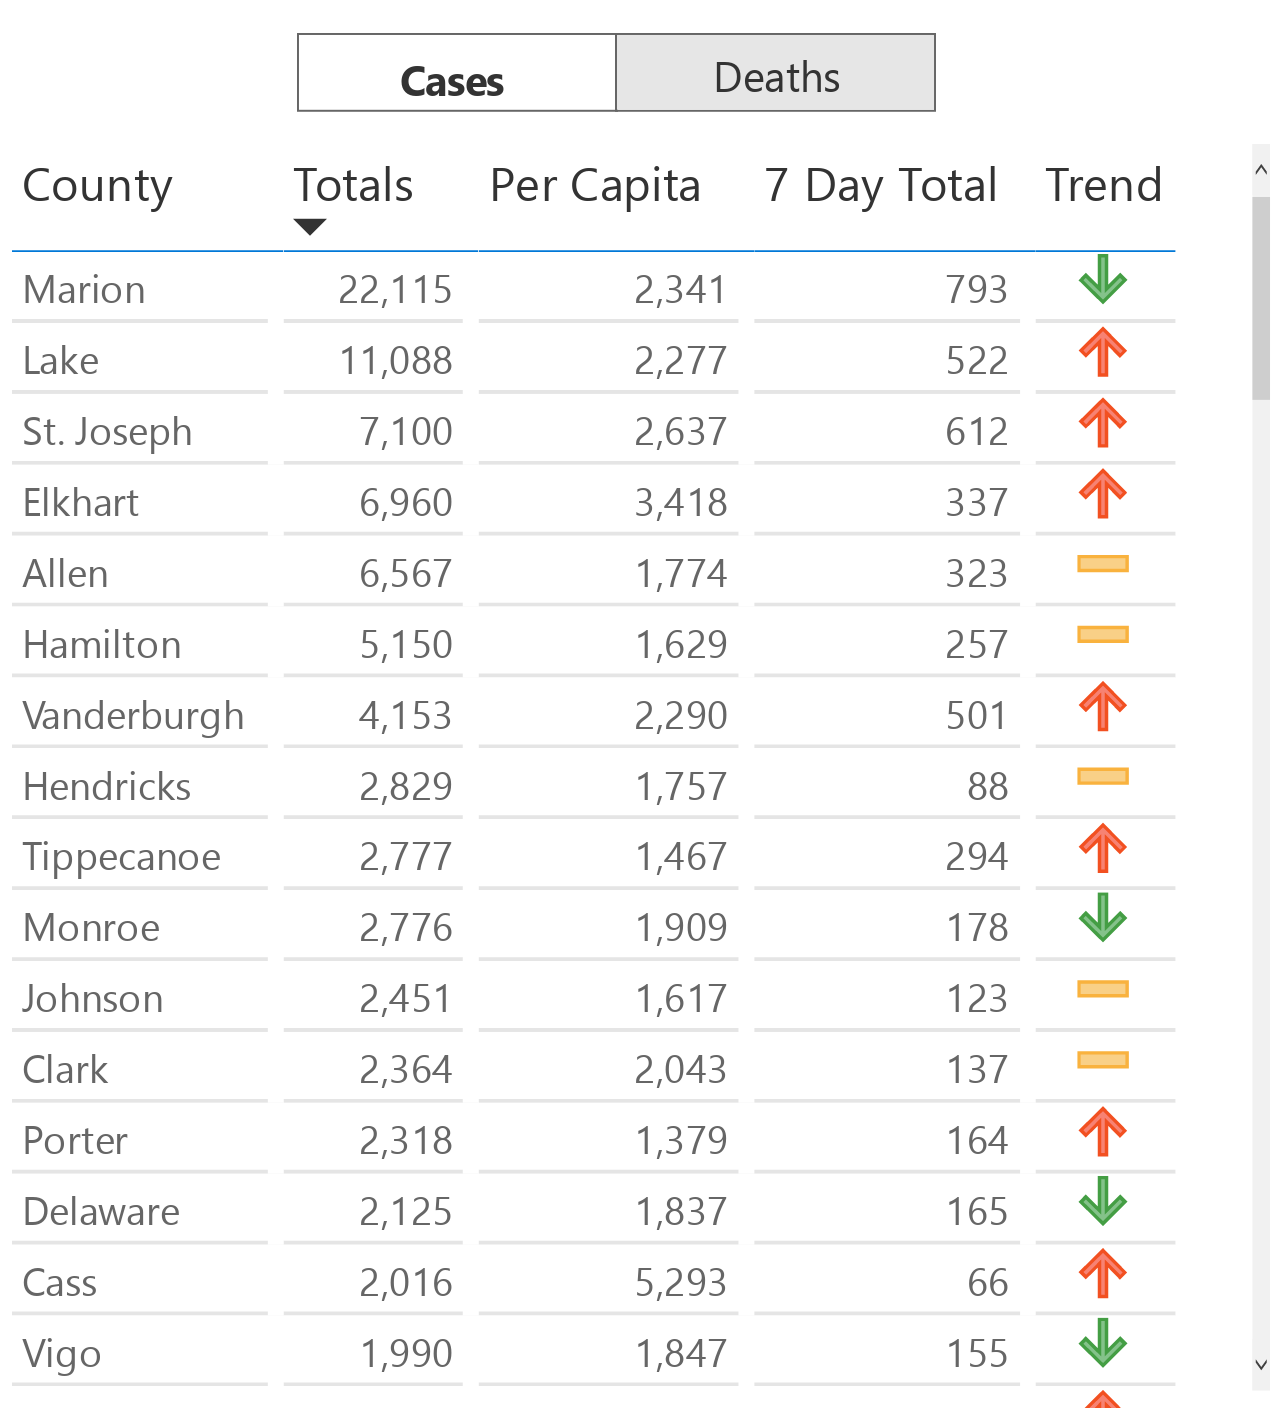 Cases Deaths
County Totals Per Capita 7 Day Total Trend
Marion 22,115 2,341 793
Lake 11,088 2,277 522
St. Joseph 7,100 2,637 612
Elkhart 6,960 3,418 337
Allen 6,567 1,774 323
Hamilton 5,150 1,629 257
Vanderburgh 4,153 2,290 501
Hendricks 2,829 1,757 88
Tippecanoe 2,777 1,467 294
Monroe 2,776 1,909 178
Johnson 2,451 1,617 123
Clark 2,364 2,043 137
Porter 2,318 1,379 164
Delaware 2,125 1,837 165
Cass 2,016 5,293 66
Vigo 1,990 1,847 155